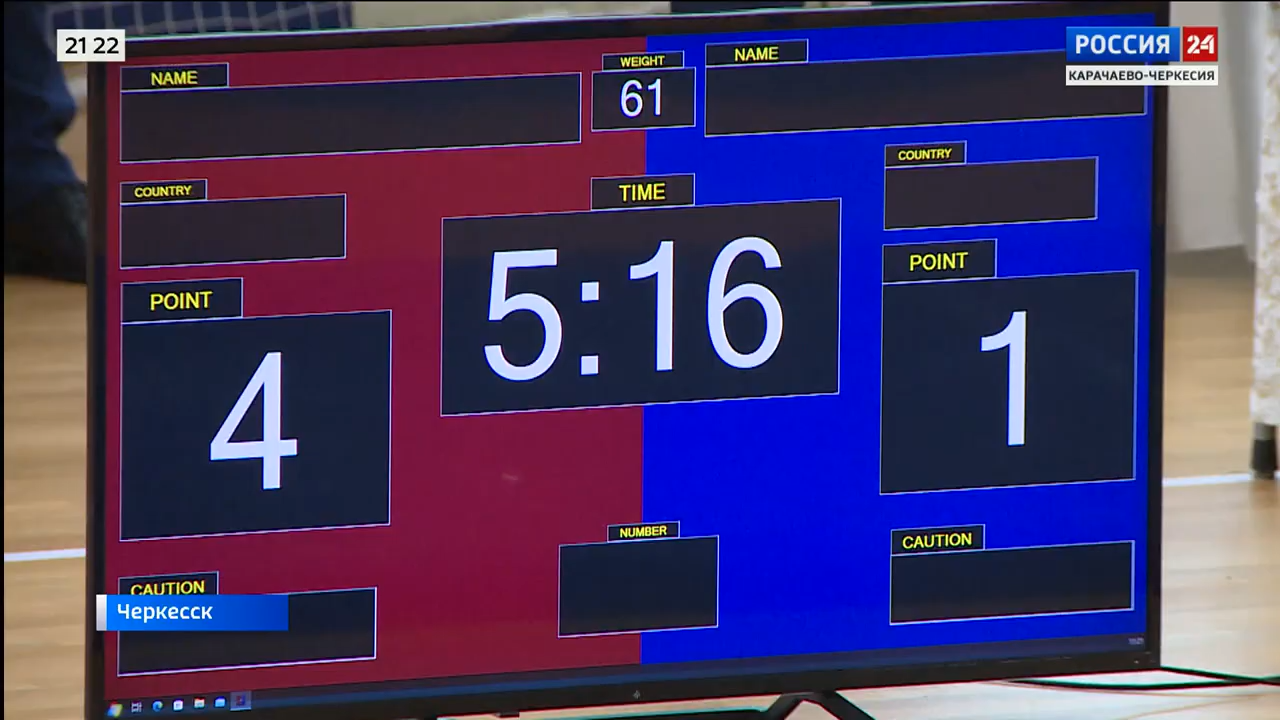 21 22
РОССИЯ 24
КАРАЧАЕВО-ЧЕРКЕСИЯ
NAME
WEIGHT
61
NAME
COUNTRY
COUNTRY
TIME
5:16
POINT
4
POINT
1
NUMBER
CAUTION
CAUTION
Черкесск